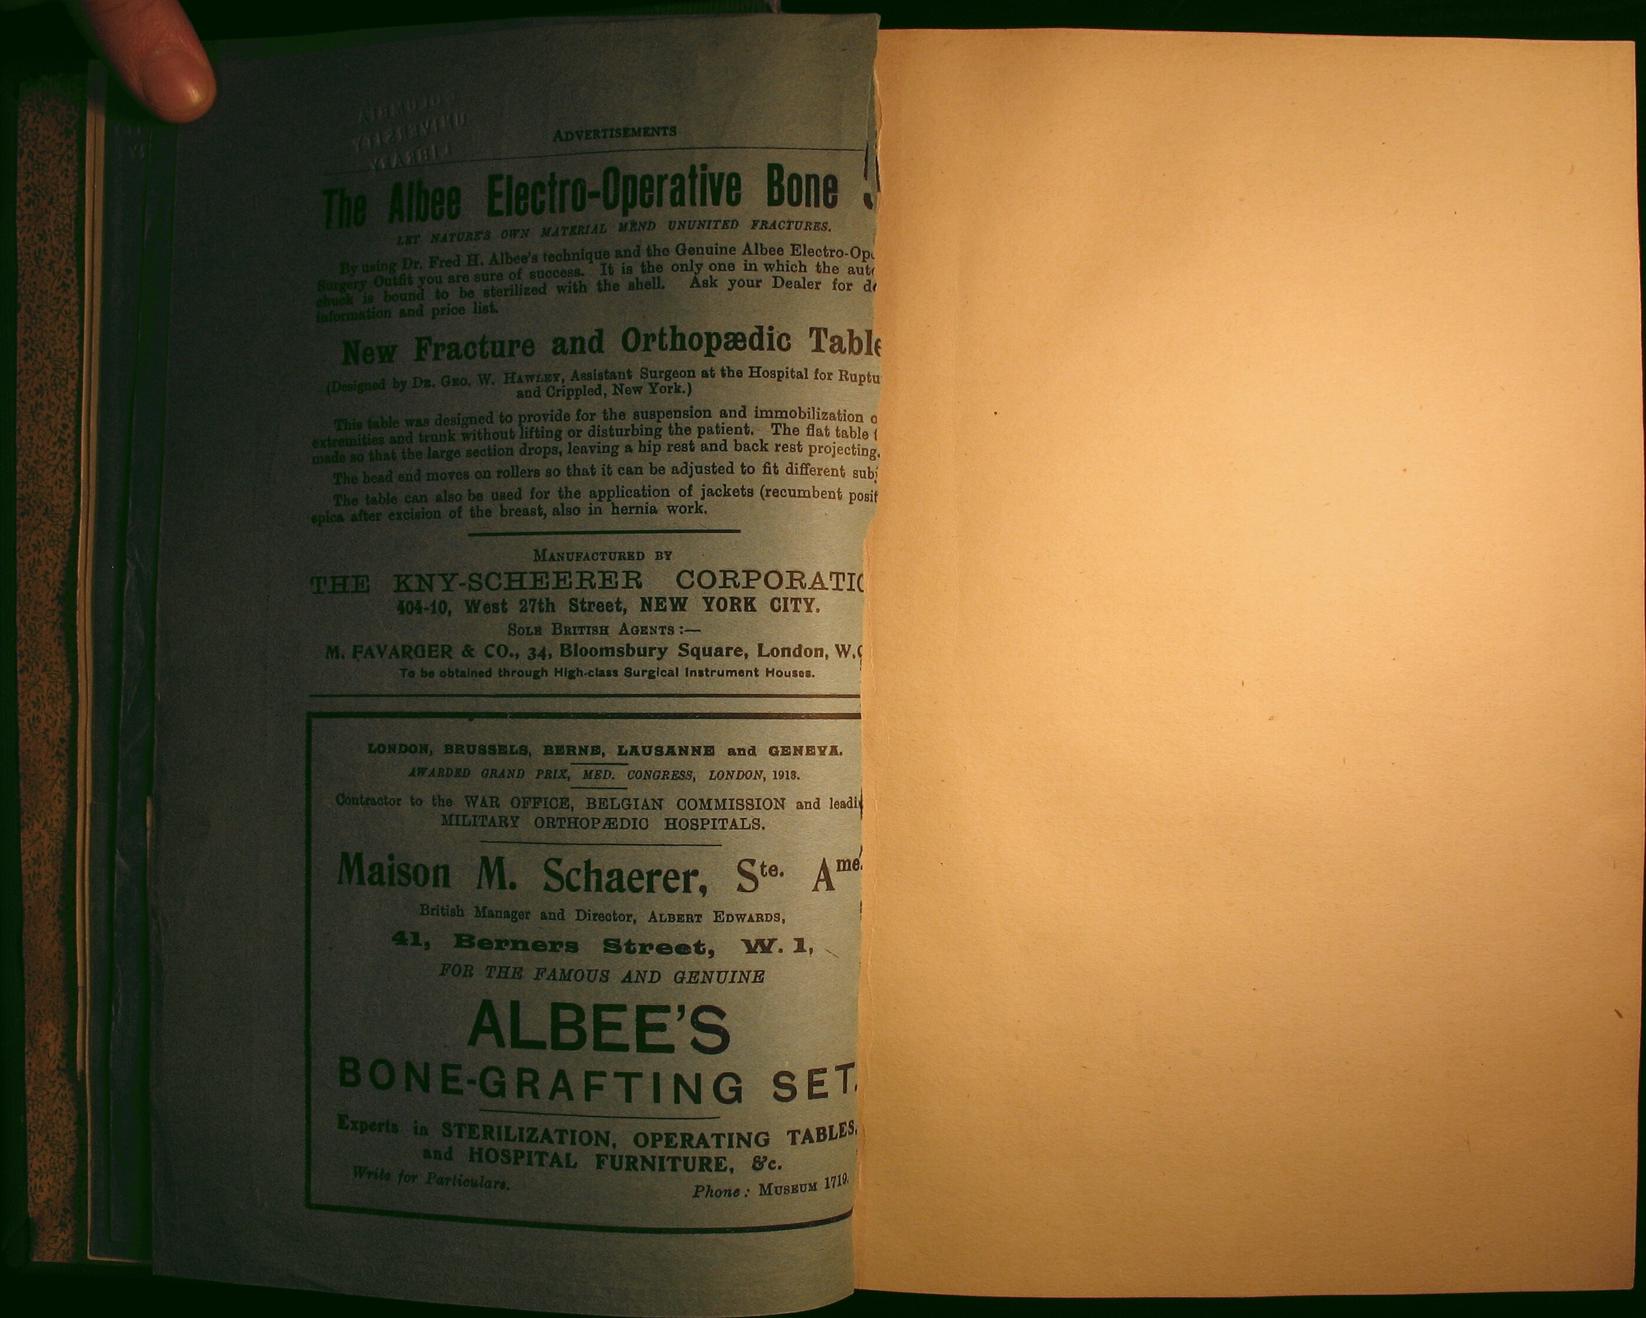 COLUMBIA
UNIVERSITY
LIBRARY
ADVERTISEMENTS
The Albee Electro-Operative Bone
LET NATURE'S OWN MATERIAL MEND UNUNITED FRACTURES.
By using Dr. Fred H. Albee's technique and the Genuine Albee Electro-Op
Surgery Outfit you are sure of success. It is the only one in which the aut
chuck is bound to be sterilized with the shell. Ask your Dealer for d
information and price list.
New Fracture and Orthopædic Table
(Designed by DR. GEO. W. HAWLEY, Assistant Surgeon at the Hospital for Ruptu
and Crippled, New York.)
This table was designed to provide for the suspension and immobilization o
extremities and trunk without lifting or disturbing the patient. The flat table
made so that the large section drops, leaving a hip rest and back rest projecting.
The head end moves on rollers so that it can be adjusted to fit different subj
The table can also be used for the application of jackets (recumbent posit
spica after excision of the breast, also in hernia work.
MANUFACTURED BY
THE KNY-SCHEERER CORPORATIO
404-10, West 27th Street, NEW YORK CITY.
SOLE BRITISH AGENTS:—
M. FAVARGER & CO., 34, Bloomsbury Square, London, W.C
To be obtained through High-class Surgical Instrument Houses.
LONDON, BRUSSELS, BERNE, LAUSANNE and GENEVA.
AWARDED GRAND PRIX, MED. CONGRESS, LONDON, 1913.
Contractor to the WAR OFFICE, BELGIAN COMMISSION and leadi
MILITARY ORTHOPÆDIC HOSPITALS.
Maison M. Schaerer, Ste. Ame.
British Manager and Director, ALBERT EDWARDS,
41, Berners Street, W. 1,
FOR THE FAMOUS AND GENUINE
ALBEE'S
BONE-GRAFTING SET.
Experts in STERILIZATION, OPERATING TABLES,
and HOSPITAL FURNITURE, &c.
Write for Particulars.
Phone: MUSEUM 1719.